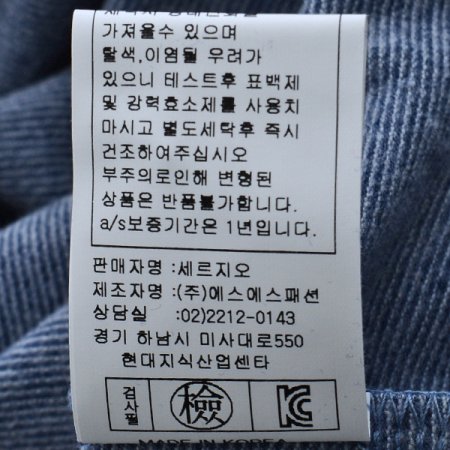 가져올수 있으며
탈색,이염될 우려가
있으니 테스트후 표백제
및 강력효소제를 사용치
마시고 별도세탁후 즉시
건조하여주십시오
부주의로인해 변형된
상품은 반품불가합니다.
a/s보증기간은 1년입니다.
판매자명 : 세르지오
제조자명 : (주)에스에스패션
상담실 : 02)2212-0143
경기 하남시 미사대로550
현대지식산업센타
검사필 檢 KC
MADE IN KOREA